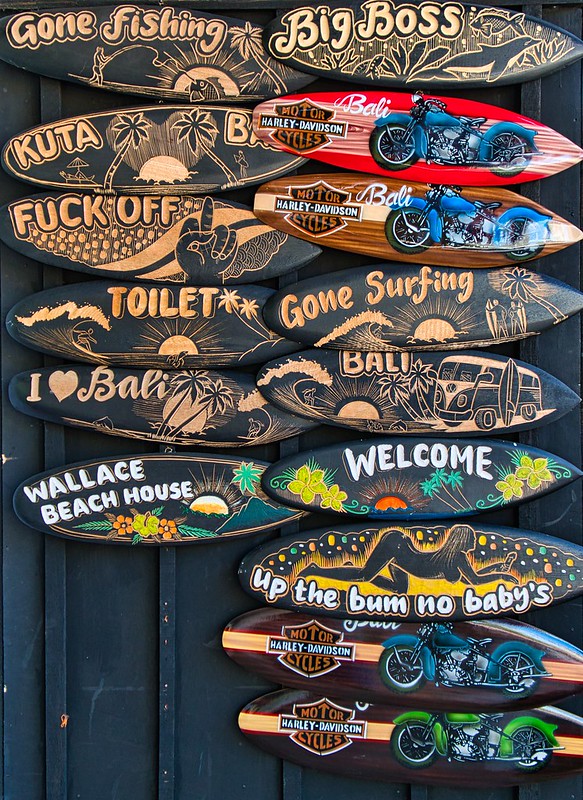 Gone Fishing
Big Boss
KUTA
Bali
MOTOR
HARLEY-DAVIDSON
CYCLES
FUCK OFF
Bali
MOTOR
HARLEY-DAVIDSON
CYCLES
TOILET
Gone Surfing
I ♥ Bali
BALI
WALLACE
BEACH HOUSE
WELCOME
up the bum no baby's
Bali
MOTOR
HARLEY-DAVIDSON
CYCLES
MOTOR
HARLEY-DAVIDSON
CYCLES